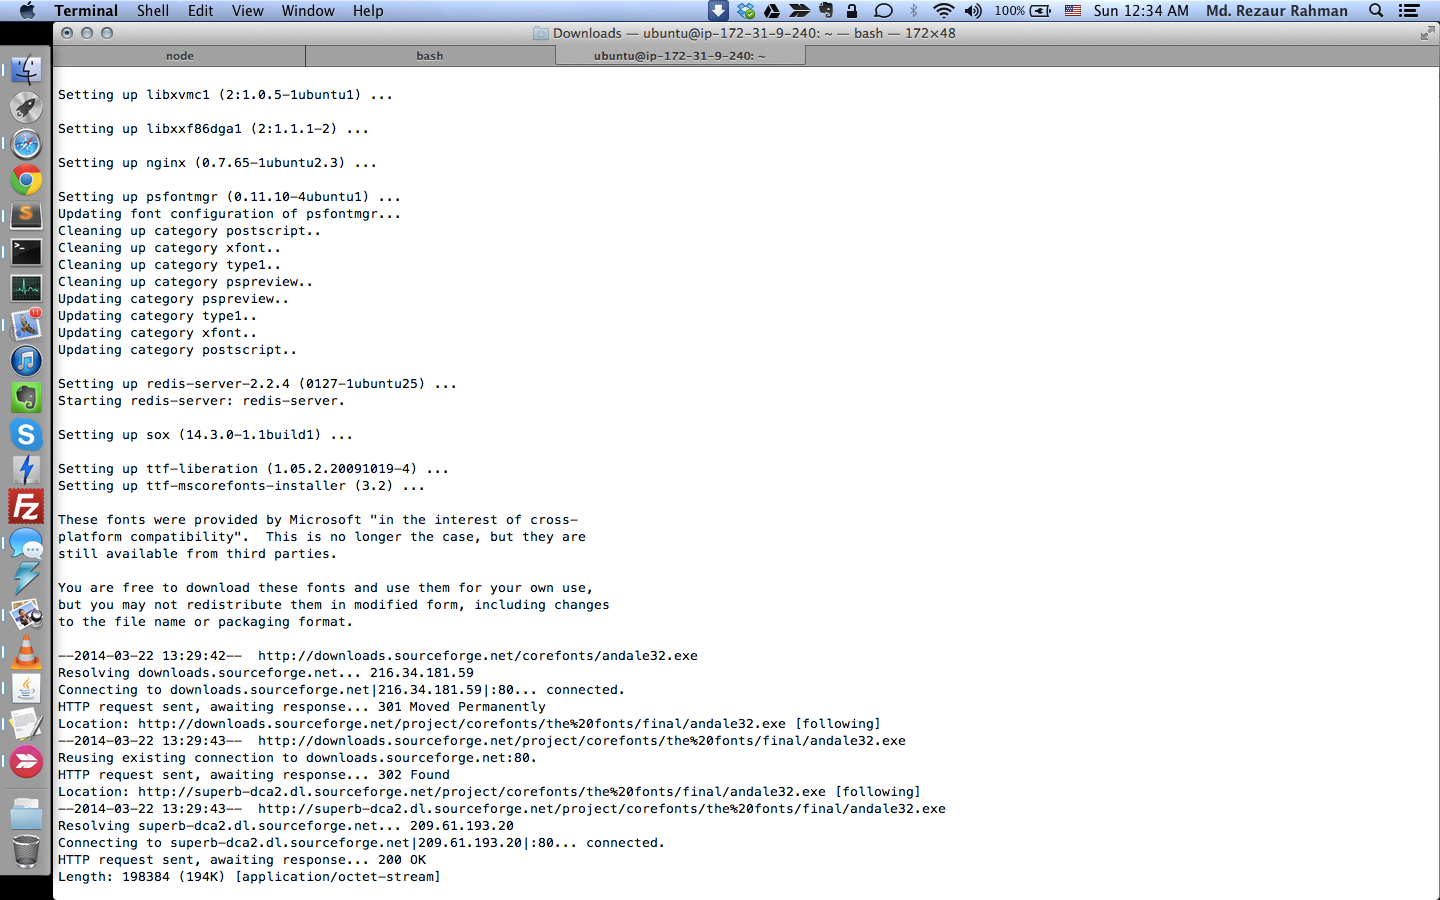 Terminal Shell Edit View Window Help 100% Sun 12:34 AM Md. Rezaur Rahman
Downloads — ubuntu@ip-172-31-9-240: ~ — bash — 172×48
node bash ubuntu@ip-172-31-9-240: ~
Setting up libxvmc1 (2:1.0.5-1ubuntu1) ...
Setting up libxxf86dga1 (2:1.1.1-2) ...
Setting up nginx (0.7.65-1ubuntu2.3) ...
Setting up psfontmgr (0.11.10-4ubuntu1) ...
Updating font configuration of psfontmgr...
Cleaning up category postscript..
Cleaning up category xfont..
Cleaning up category type1..
Cleaning up category pspreview..
Updating category pspreview..
Updating category type1..
Updating category xfont..
Updating category postscript..
Setting up redis-server-2.2.4 (0127-1ubuntu25) ...
Starting redis-server: redis-server.
Setting up sox (14.3.0-1.1build1) ...
Setting up ttf-liberation (1.05.2.20091019-4) ...
Setting up ttf-mscorefonts-installer (3.2) ...
These fonts were provided by Microsoft "in the interest of cross-
platform compatibility".  This is no longer the case, but they are
still available from third parties.
You are free to download these fonts and use them for your own use,
but you may not redistribute them in modified form, including changes
to the file name or packaging format.
--2014-03-22 13:29:42--  http://downloads.sourceforge.net/corefonts/andale32.exe
Resolving downloads.sourceforge.net... 216.34.181.59
Connecting to downloads.sourceforge.net|216.34.181.59|:80... connected.
HTTP request sent, awaiting response... 301 Moved Permanently
Location: http://downloads.sourceforge.net/project/corefonts/the%20fonts/final/andale32.exe [following]
--2014-03-22 13:29:43--  http://downloads.sourceforge.net/project/corefonts/the%20fonts/final/andale32.exe
Reusing existing connection to downloads.sourceforge.net:80.
HTTP request sent, awaiting response... 302 Found
Location: http://superb-dca2.dl.sourceforge.net/project/corefonts/the%20fonts/final/andale32.exe [following]
--2014-03-22 13:29:43--  http://superb-dca2.dl.sourceforge.net/project/corefonts/the%20fonts/final/andale32.exe
Resolving superb-dca2.dl.sourceforge.net... 209.61.193.20
Connecting to superb-dca2.dl.sourceforge.net|209.61.193.20|:80... connected.
HTTP request sent, awaiting response... 200 OK
Length: 198384 (194K) [application/octet-stream]